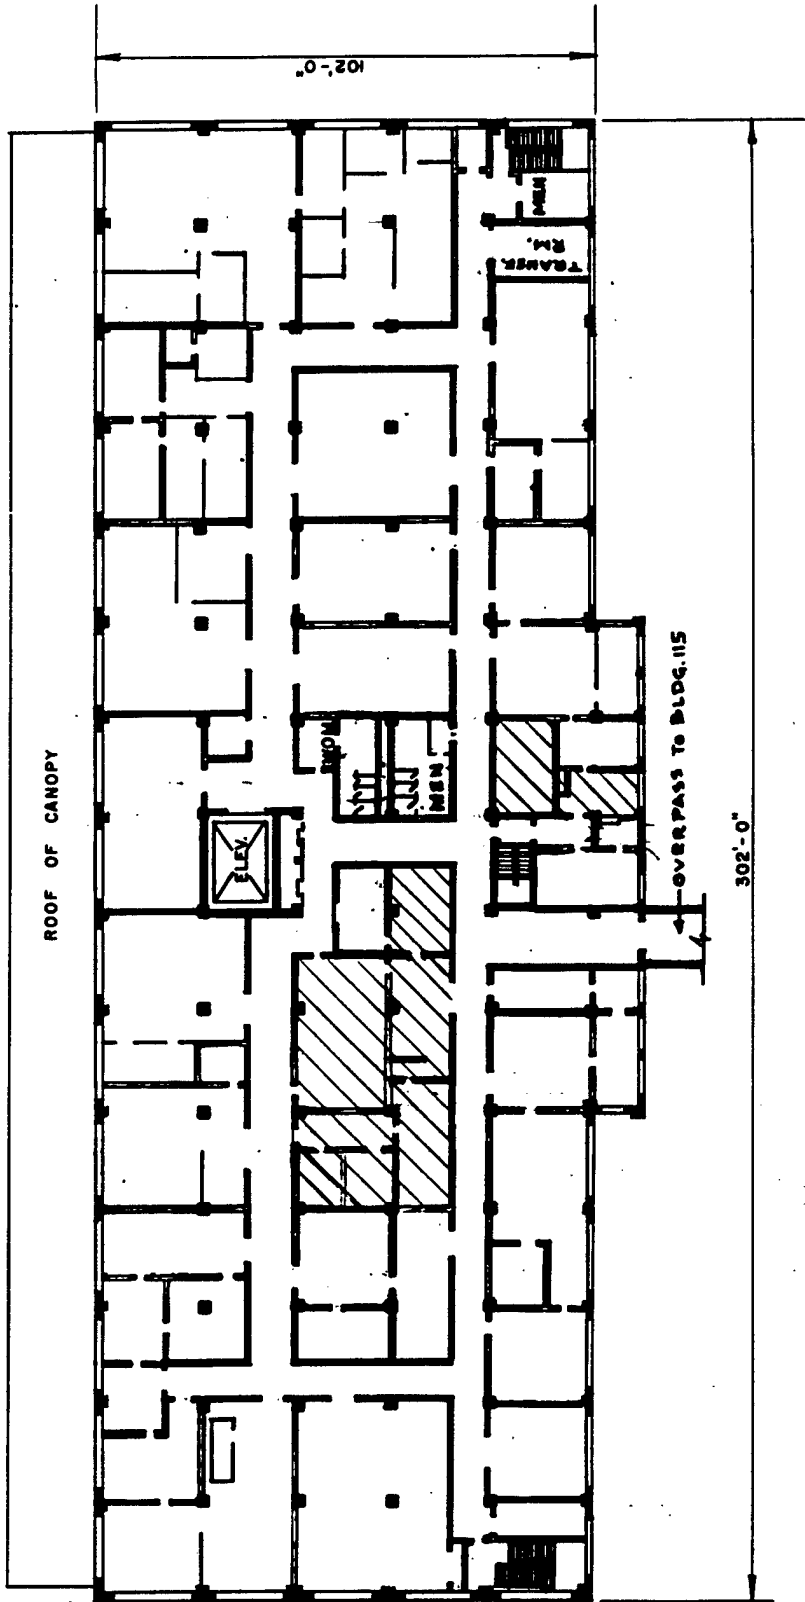 102'-0"
MEN
TRANSF.
RM.
ROOF OF CANOPY
WOM
MEN
ELEV.
OVERPASS TO BLDG. 115
302'-0"